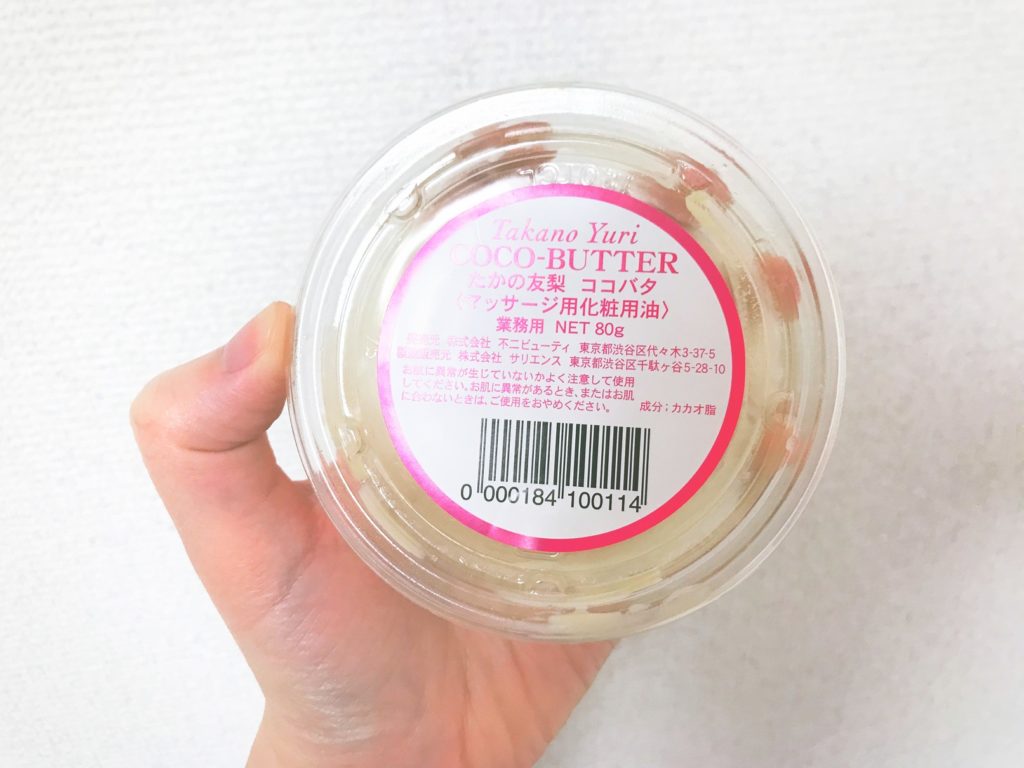 Takano Yuri
COCO-BUTTER
たかの友梨 ココバタ
〈マッサージ用化粧用油〉
業務用 NET 80g
発売元 株式会社 不二ビューティ 東京都渋谷区代々木3-37-5
製造販売元 株式会社 サリエンス 東京都渋谷区千駄ヶ谷5-28-10
お肌に異常が生じていないかよく注意して使用
してください。お肌に異常があるとき、またはお肌
に合わないときは、ご使用をおやめください。 成分；カカオ脂
0 000184 100114